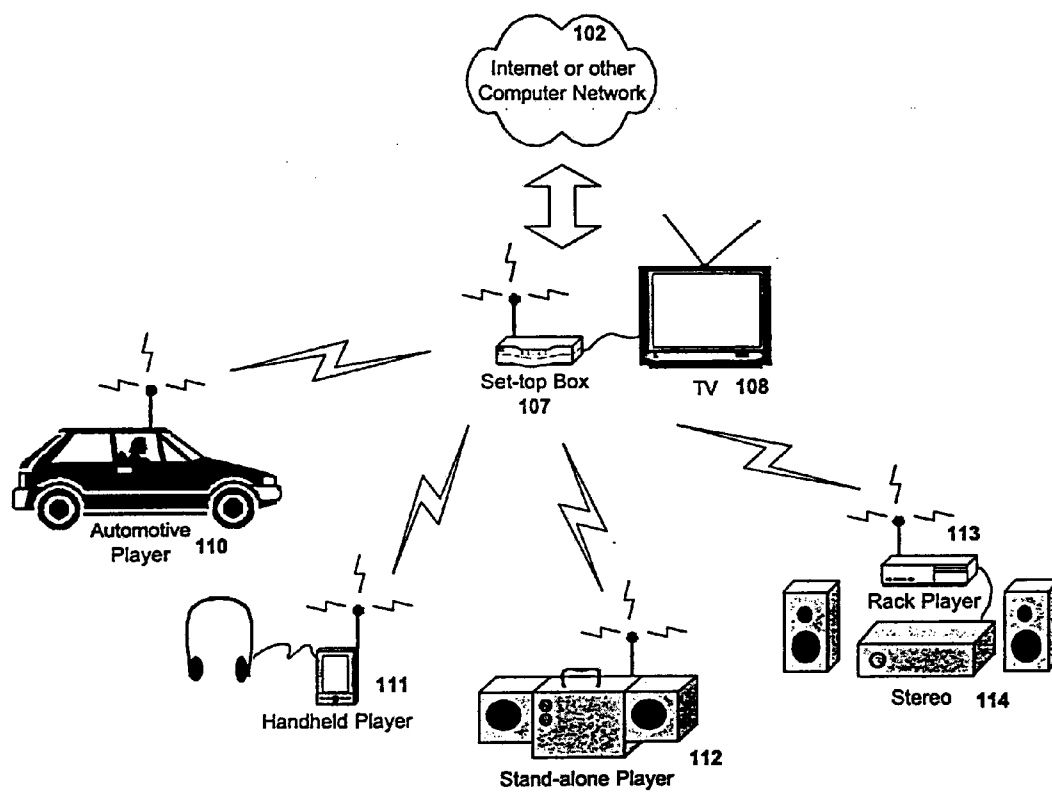 102
Internet or other
Computer Network
Set-top Box
107
TV 108
Automotive
Player 110
113
Rack Player
Stereo 114
111
Handheld Player
112
Stand-alone Player